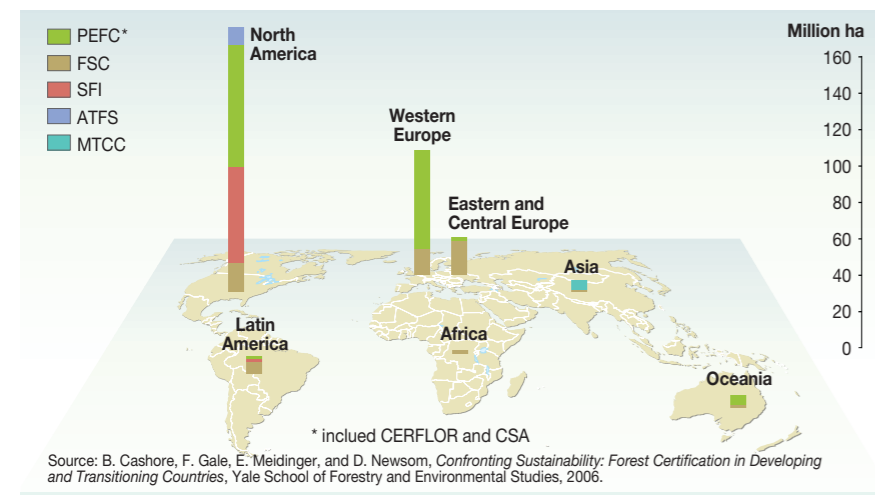 PEFC*
FSC
SFI
ATFS
MTCC
North
America
Western
Europe
Eastern and
Central Europe
Asia
Latin
America
Africa
Oceania
Million ha
160
140
120
100
80
60
40
20
0
* inclued CERFLOR and CSA
Source: B. Cashore, F. Gale, E. Meidinger, and D. Newsom, Confronting Sustainability: Forest Certification in Developing
and Transitioning Countries, Yale School of Forestry and Environmental Studies, 2006.